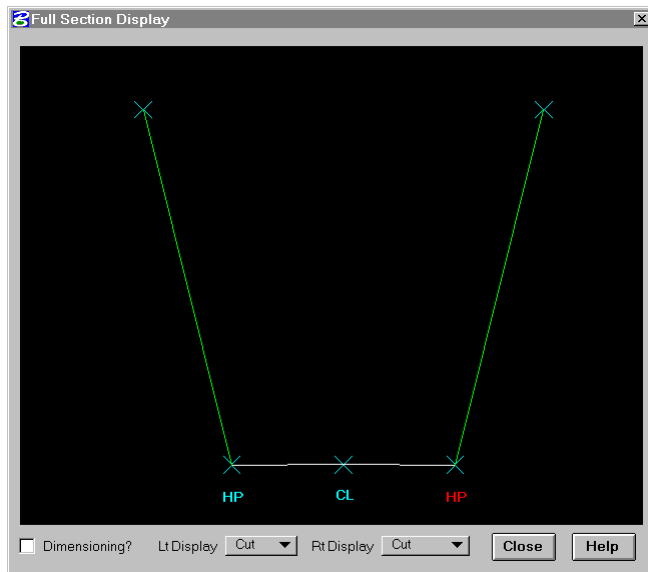 Full Section Display
HP CL HP
Dimensioning? Lt Display Cut Rt Display Cut Close Help